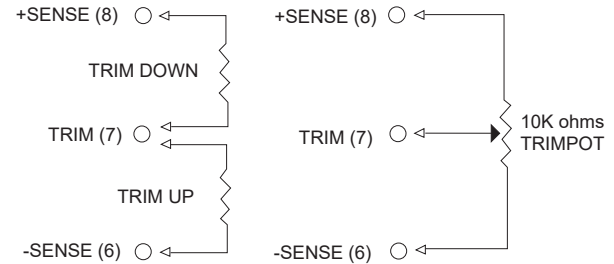 +SENSE (8)
TRIM DOWN
TRIM (7)
TRIM UP
-SENSE (6)
+SENSE (8)
TRIM (7)
10K ohms
TRIMPOT
-SENSE (6)